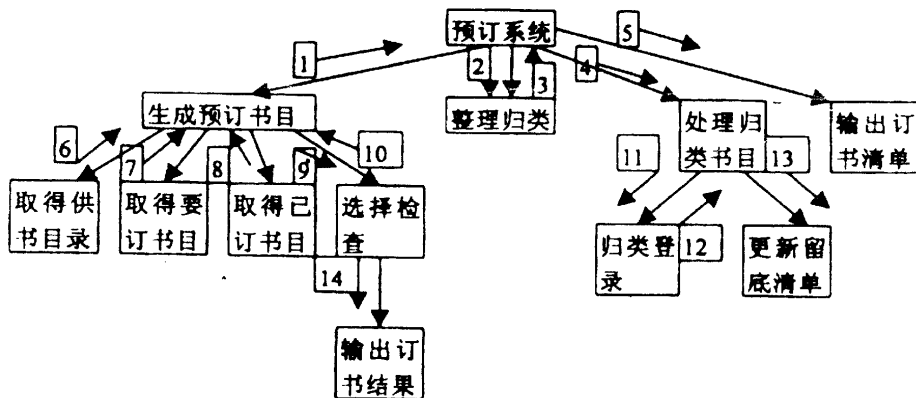 预订系统
5
1
2
3
4
生成预订书目
整理归类
处理归
类书目
输出订
书清单
6
7
8
9
10
11
13
取得供
书目录
取得要
订书目
取得已
订书目
选择检
查
归类登
录
12
更新留
底清单
14
输出订
书结果